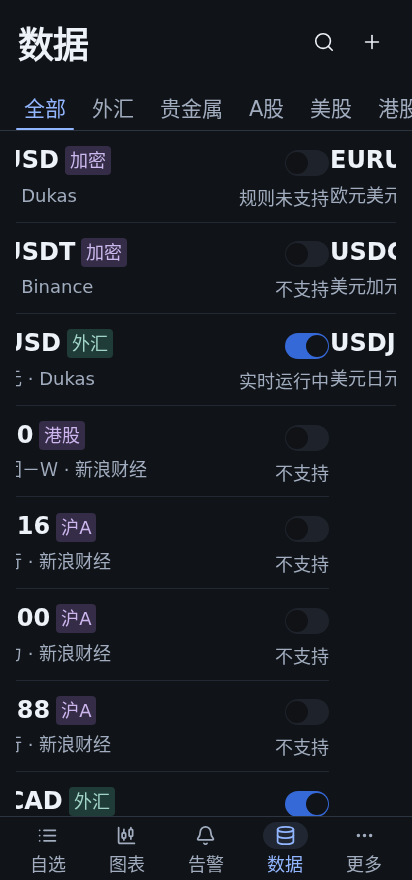 数据
全部 外汇 贵金属 A股 美股 港股
USD 加密
Dukas
规则未支持
EURU
欧元美元
USDT 加密
Binance
不支持
USDC
美元加元
USD 外汇
· Dukas
实时运行中
USDJ
美元日元
0 港股
－W · 新浪财经
不支持
16 沪A
· 新浪财经
不支持
00 沪A
· 新浪财经
不支持
88 沪A
· 新浪财经
不支持
CAD 外汇
自选 图表 告警 数据 更多